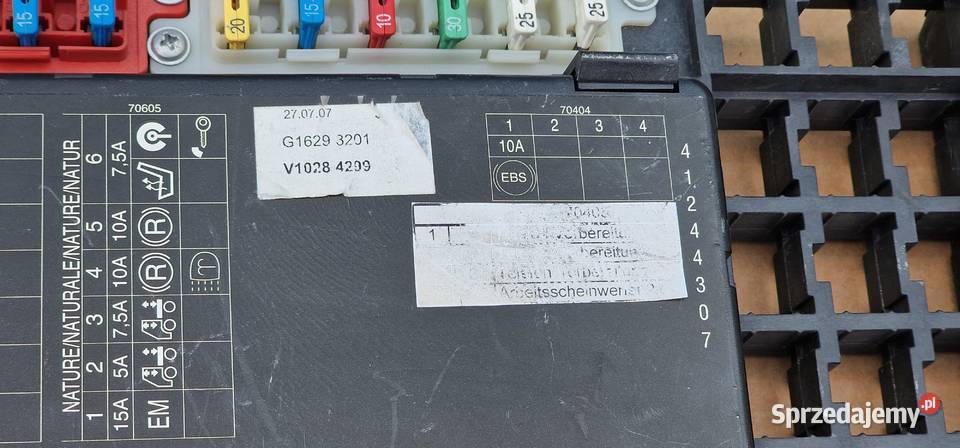 15
15
20
15
10
30
25
25
70605
NATURE/NATURALE/NATURE/NATUR
1 2 3 4 5 6
15A 5A 7,5A 10A 10A 7,5A
EM
R
R
27.07.07
G1629 3201
V1028 4299
70404
1 2 3 4
10A
EBS
1
Arbeitsscheinwerfer
4
1
2
2
4
4
3
0
7
Sprzedajemy.pl